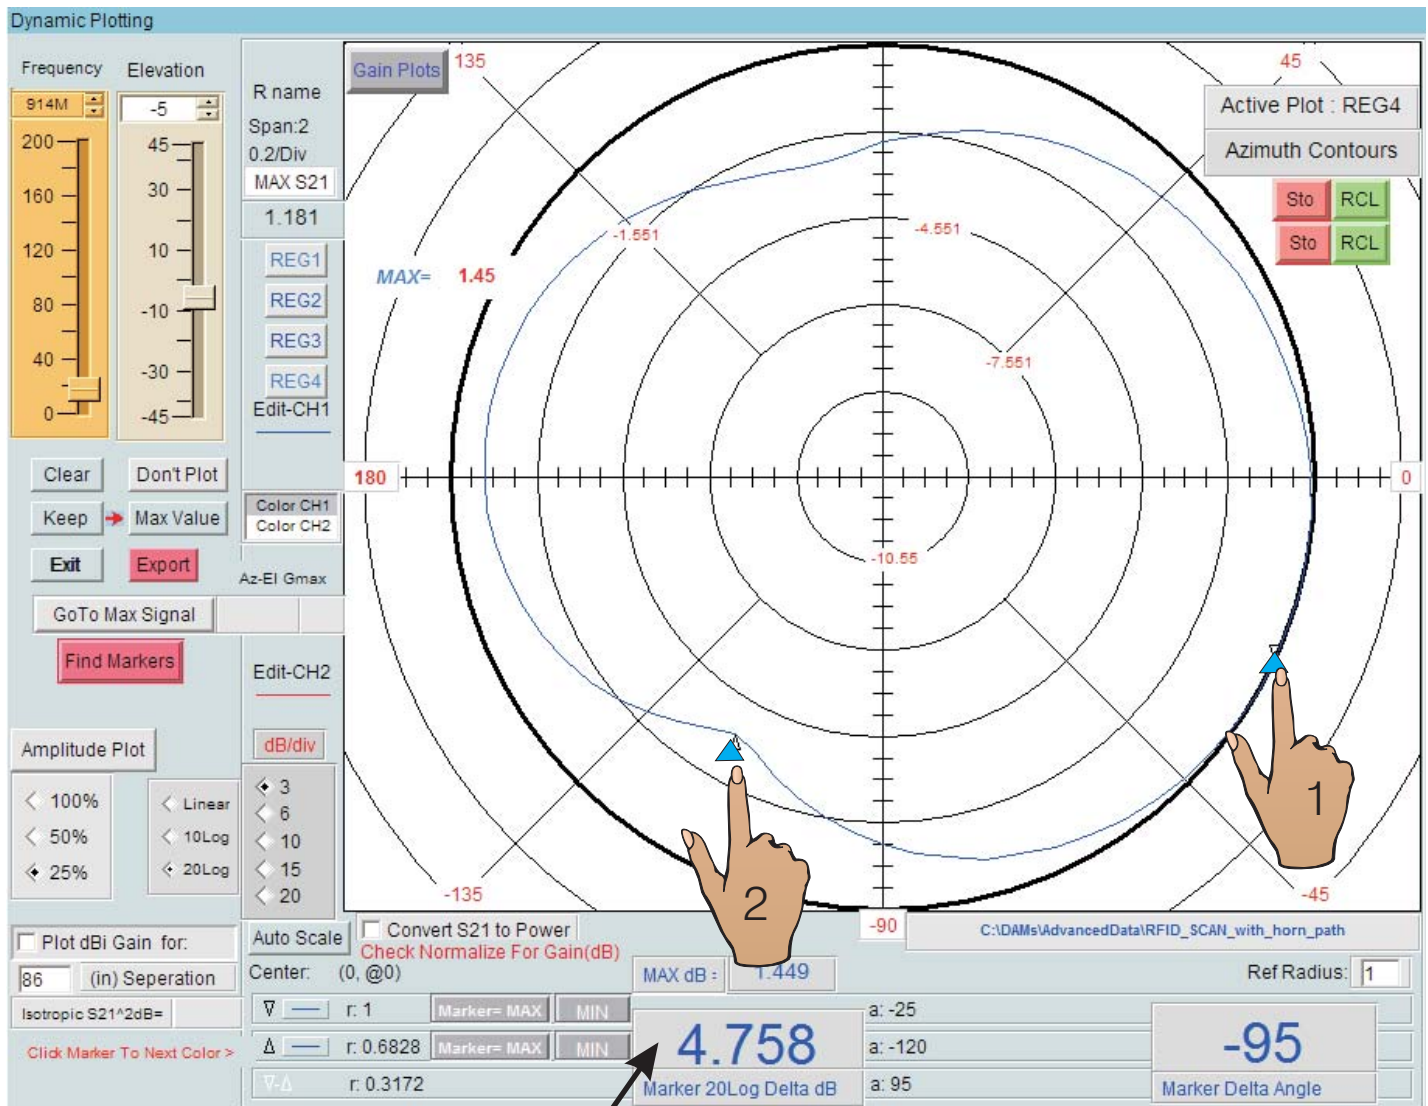 Dynamic Plotting
Frequency
Elevation
914M
-5
200
160
120
80
40
0
45
30
10
-10
-30
-45
Clear
Don't Plot
Keep
Max Value
Exit
Export
GoTo Max Signal
Find Markers
Amplitude Plot
100%
50%
25%
Linear
10Log
20Log
Plot dBi Gain for:
86
(in) Seperation
Isotropic S21^2dB=
Click Marker To Next Color >
R name
Span:2
0.2/Div
MAX S21
1.181
REG1
REG2
REG3
REG4
Edit-CH1
Color CH1
Color CH2
Az-El Gmax
Edit-CH2
dB/div
3
6
10
15
20
Auto Scale
Gain Plots
135
45
Active Plot : REG4
Azimuth Contours
Sto
RCL
Sto
RCL
-1.551
-4.551
MAX= 1.45
-7.551
180
0
-10.55
1
2
-135
-45
-90
Convert S21 to Power
Check Normalize For Gain(dB)
C:\DAMs\AdvancedData\RFID_SCAN_with_horn_path
Center: (0, @0)
MAX dB :
1.449
Ref Radius:
1
∇
r: 1
Marker= MAX
MIN
a: -25
Δ
r: 0.6828
Marker= MAX
MIN
4.758
a: -120
-95
∇-Δ
r: 0.3172
Marker 20Log Delta dB
a: 95
Marker Delta Angle